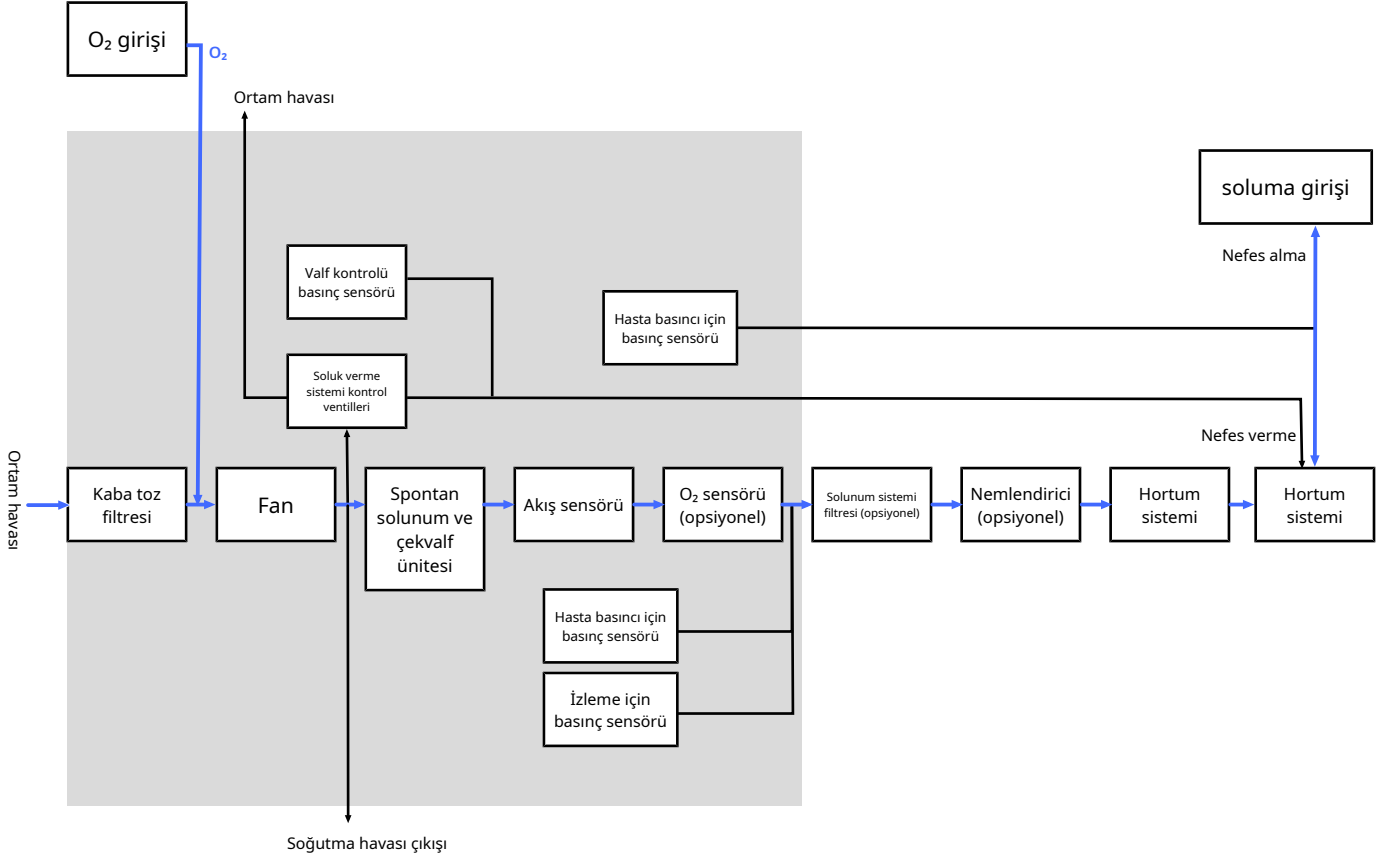 O₂ girişi
O₂
Ortam havası
soluma girişi
Nefes alma
Valf kontrolü
basınç sensörü
Hasta basıncı için
basınç sensörü
Soluk verme
sistemi kontrol
ventilleri
Nefes verme
Ortam havası
Kaba toz
filtresi
Fan
Spontan
solunum ve
çekvalf
ünitesi
Akış sensörü
O₂ sensörü
(opsiyonel)
Solunum sistemi
filtresi (opsiyonel)
Nemlendirici
(opsiyonel)
Hortum
sistemi
Hortum
sistemi
Hasta basıncı için
basınç sensörü
İzleme için
basınç sensörü
Soğutma havası çıkışı